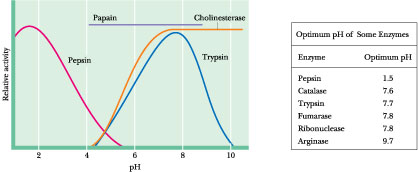 Papain
Cholinesterase
Pepsin
Trypsin
Relative activity
2 4 6 8 10
pH
Optimum pH of Some Enzymes
Enzyme Optimum pH
Pepsin 1.5
Catalase 7.6
Trypsin 7.7
Fumarase 7.8
Ribonuclease 7.8
Arginase 9.7